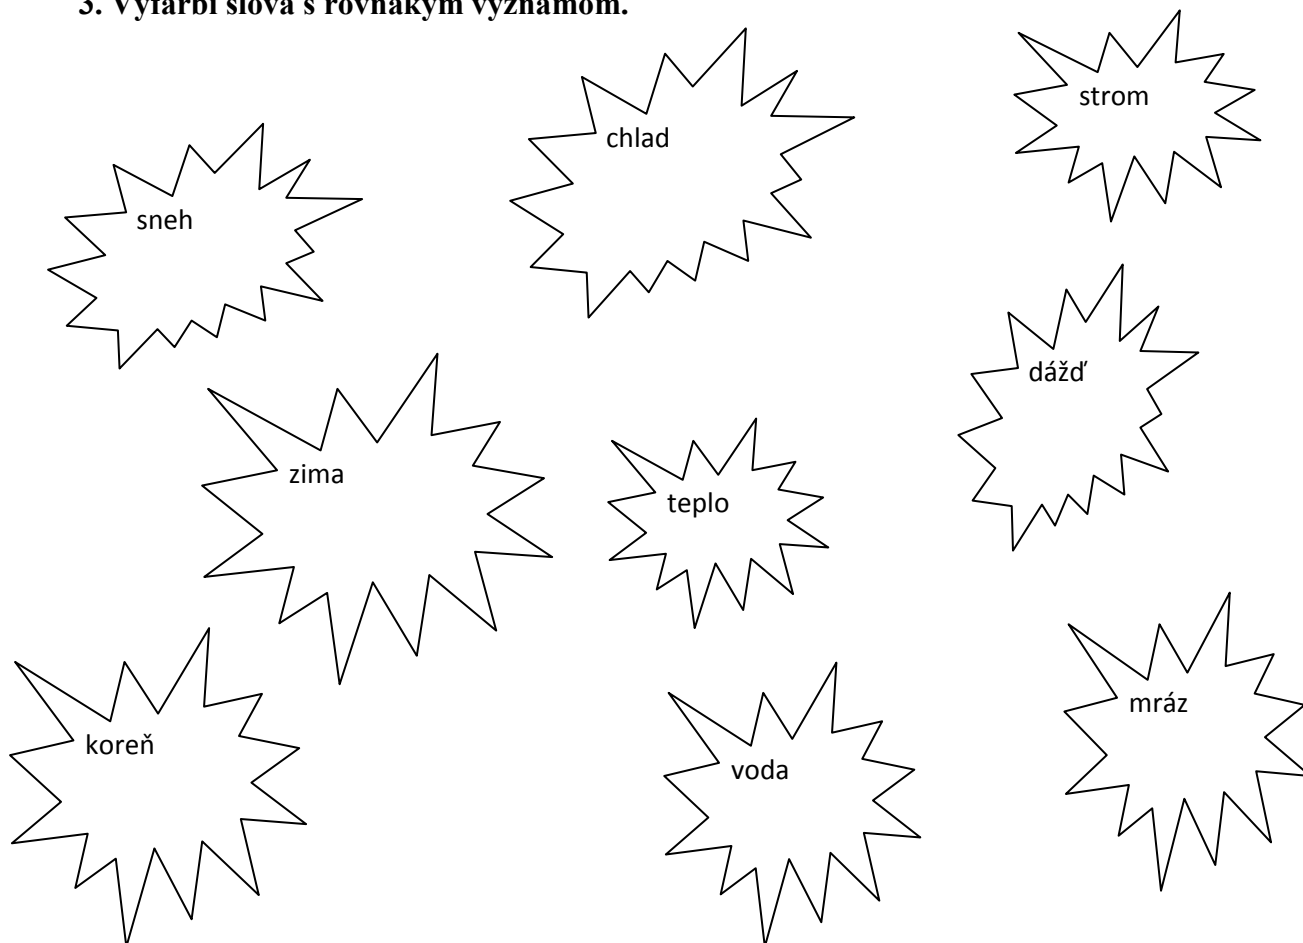 3. Vyfarbi slová s rovnakým významom.
strom
chlad
sneh
dážď
zima
teplo
mráz
koreň
voda